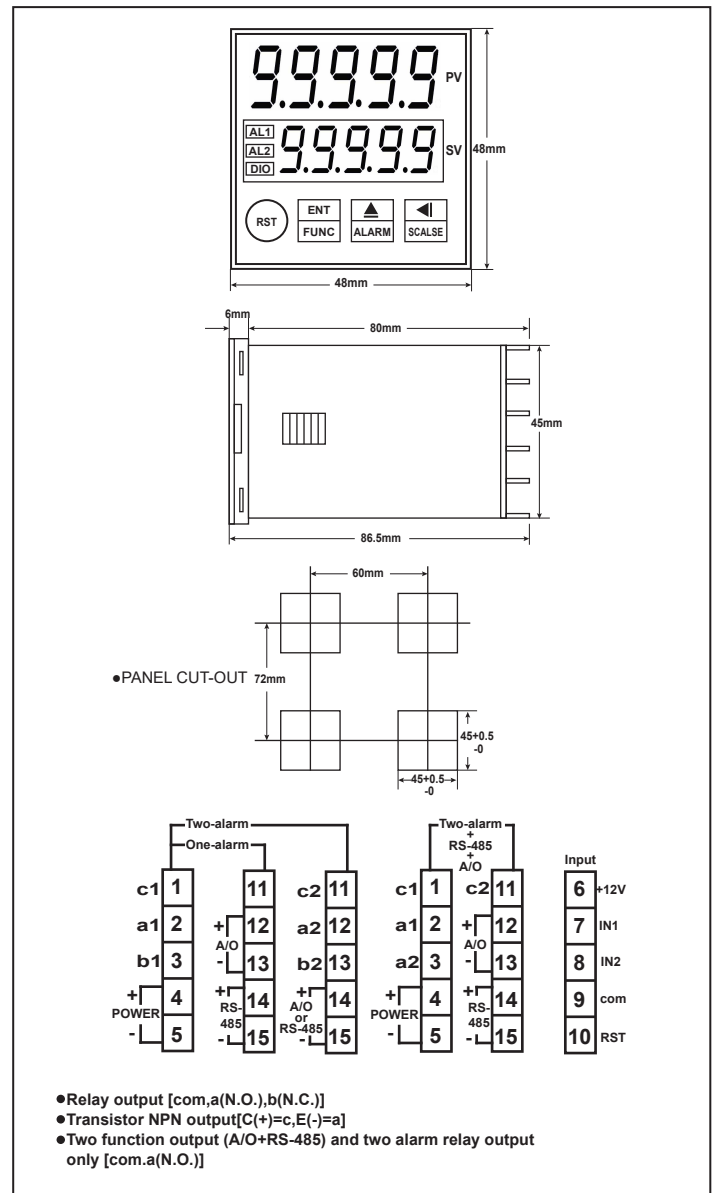 9.9.9.9.9 PV
AL1
AL2
DIO
9.9.9.9.9 SV
48mm
RST
ENT
FUNC
ALARM
SCALSE
48mm
6mm
80mm
45mm
86.5mm
60mm
●PANEL CUT-OUT 72mm
45+0.5
-0
45+0.5
-0
Two-alarm
One-alarm
c1 1
a1 2
b1 3
+ 4
POWER
- 5
11
+ 12
A/O
- 13
+ 14
RS-
485
- 15
c2 11
a2 12
b2 13
+ 14
A/O
or
RS-485
- 15
Two-alarm
+
RS-485
+
A/O
c1 1
a1 2
a2 3
+ 4
POWER
- 5
c2 11
+ 12
A/O
- 13
+ 14
RS-
485
- 15
Input
6 +12V
7 IN1
8 IN2
9 com
10 RST
●Relay output [com,a(N.O.),b(N.C.)]
●Transistor NPN output[C(+)=c,E(-)=a]
●Two function output (A/O+RS-485) and two alarm relay output
only [com.a(N.O.)]